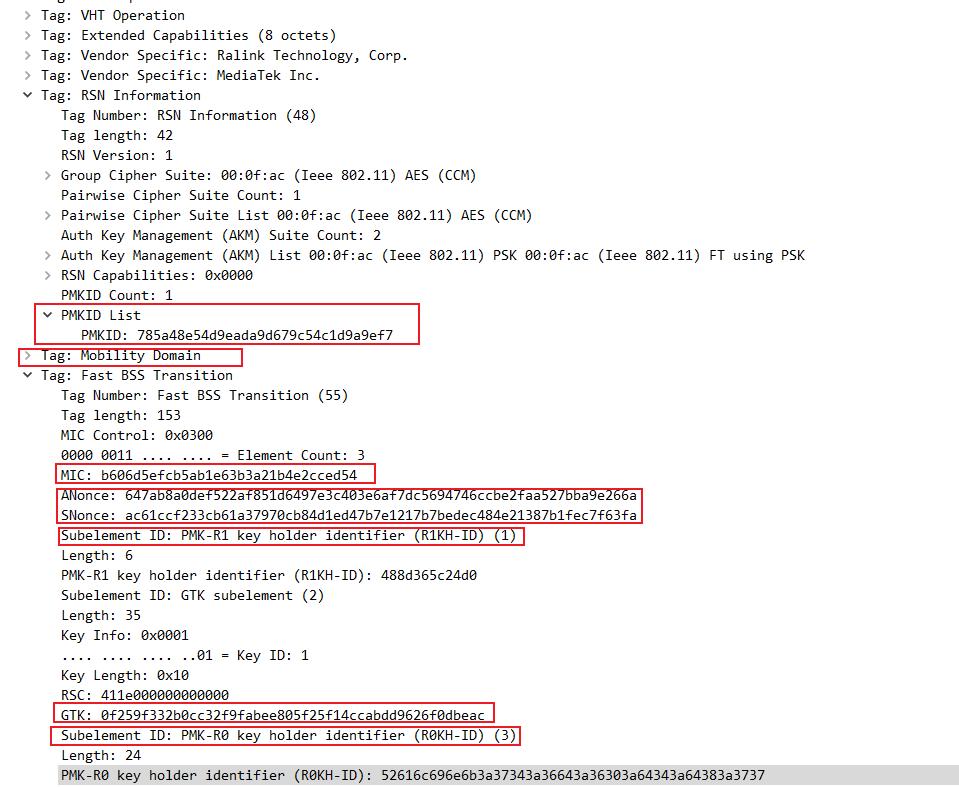 Tag: VHT Operation
Tag: Extended Capabilities (8 octets)
Tag: Vendor Specific: Ralink Technology, Corp.
Tag: Vendor Specific: MediaTek Inc.
Tag: RSN Information
Tag Number: RSN Information (48)
Tag length: 42
RSN Version: 1
Group Cipher Suite: 00:0f:ac (Ieee 802.11) AES (CCM)
Pairwise Cipher Suite Count: 1
Pairwise Cipher Suite List 00:0f:ac (Ieee 802.11) AES (CCM)
Auth Key Management (AKM) Suite Count: 2
Auth Key Management (AKM) List 00:0f:ac (Ieee 802.11) PSK 00:0f:ac (Ieee 802.11) FT using PSK
RSN Capabilities: 0x0000
PMKID Count: 1
PMKID List
PMKID: 785a48e54d9eada9d679c54c1d9a9ef7
Tag: Mobility Domain
Tag: Fast BSS Transition
Tag Number: Fast BSS Transition (55)
Tag length: 153
MIC Control: 0x0300
0000 0011 .... .... = Element Count: 3
MIC: b606d5efcb5ab1e63b3a21b4e2cced54
ANonce: 647ab8a0def522af851d6497e3c403e6af7dc5694746ccbe2faa527bba9e266a
SNonce: ac61ccf233cb61a37970cb84d1ed47b7e1217b7bedec484e21387b1fec7f63fa
Subelement ID: PMK-R1 key holder identifier (R1KH-ID) (1)
Length: 6
PMK-R1 key holder identifier (R1KH-ID): 488d365c24d0
Subelement ID: GTK subelement (2)
Length: 35
Key Info: 0x0001
.... .... .... ..01 = Key ID: 1
Key Length: 0x10
RSC: 411e000000000000
GTK: 0f259f332b0cc32f9fabee805f25f14ccabdd9626f0dbeac
Subelement ID: PMK-R0 key holder identifier (R0KH-ID) (3)
Length: 24
PMK-R0 key holder identifier (R0KH-ID): 52616c696e6b3a37343a36643a36303a64343a64383a3737